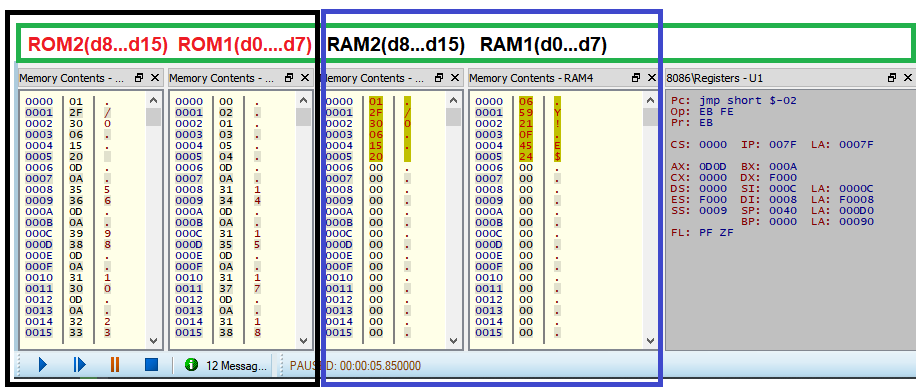 ROM2(d8...d15) ROM1(d0....d7) RAM2(d8...d15) RAM1(d0...d7)
Memory Contents - ...
0000 01 .
0001 2F /
0002 30 0
0003 06 .
0004 15 .
0005 20
0006 0D .
0007 0A .
0008 35 5
0009 36 6
000A 0D .
000B 0A .
000C 39 9
000D 38 8
000E 0D .
000F 0A .
0010 31 1
0011 30 0
0012 0D .
0013 0A .
0014 32 2
0015 33 3
Memory Contents - ...
0000 00 .
0001 02 .
0002 01 .
0003 03 .
0004 05 .
0005 04 .
0006 0D .
0007 0A .
0008 31 1
0009 34 4
000A 0D .
000B 0A .
000C 31 1
000D 35 5
000E 0D .
000F 0A .
0010 31 1
0011 37 7
0012 0D .
0013 0A .
0014 31 1
0015 38 8
Memory Contents - ...
0000 01 .
0001 2F /
0002 30 0
0003 06 .
0004 15 .
0005 20
0006 00 .
0007 00 .
0008 00 .
0009 00 .
000A 00 .
000B 00 .
000C 00 .
000D 00 .
000E 00 .
000F 00 .
0010 00 .
0011 00 .
0012 00 .
0013 00 .
0014 00 .
0015 00 .
Memory Contents - RAM4
0000 06 .
0001 59 Y
0002 21 !
0003 0F .
0004 45 E
0005 24 $
0006 00 .
0007 00 .
0008 00 .
0009 00 .
000A 00 .
000B 00 .
000C 00 .
000D 00 .
000E 00 .
000F 00 .
0010 00 .
0011 00 .
0012 00 .
0013 00 .
0014 00 .
0015 00 .
8086\Registers - U1
Pc: jmp short $-02
Op: EB FE
Pr: EB
CS: 0000 IP: 007F LA: 0007F
AX: 0D0D BX: 000A
CX: 0000 DX: F000
DS: 0000 SI: 000C LA: 0000C
ES: F000 DI: 0008 LA: F0008
SS: 0009 SP: 0040 LA: 000D0
BP: 0000 LA: 00090
FL: PF ZF
12 Messag... PAUSED: 00:00:05.850000